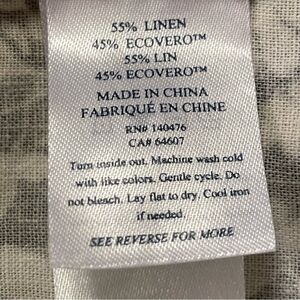 55% LINEN
45% ECOVERO™
55% LIN
45% ECOVERO™
MADE IN CHINA
FABRIQUÉ EN CHINE
RN# 140476
CA# 64607
Turn inside out. Machine wash cold
with like colors. Gentle cycle. Do
not bleach. Lay flat to dry. Cool iron
if needed.
SEE REVERSE FOR MORE